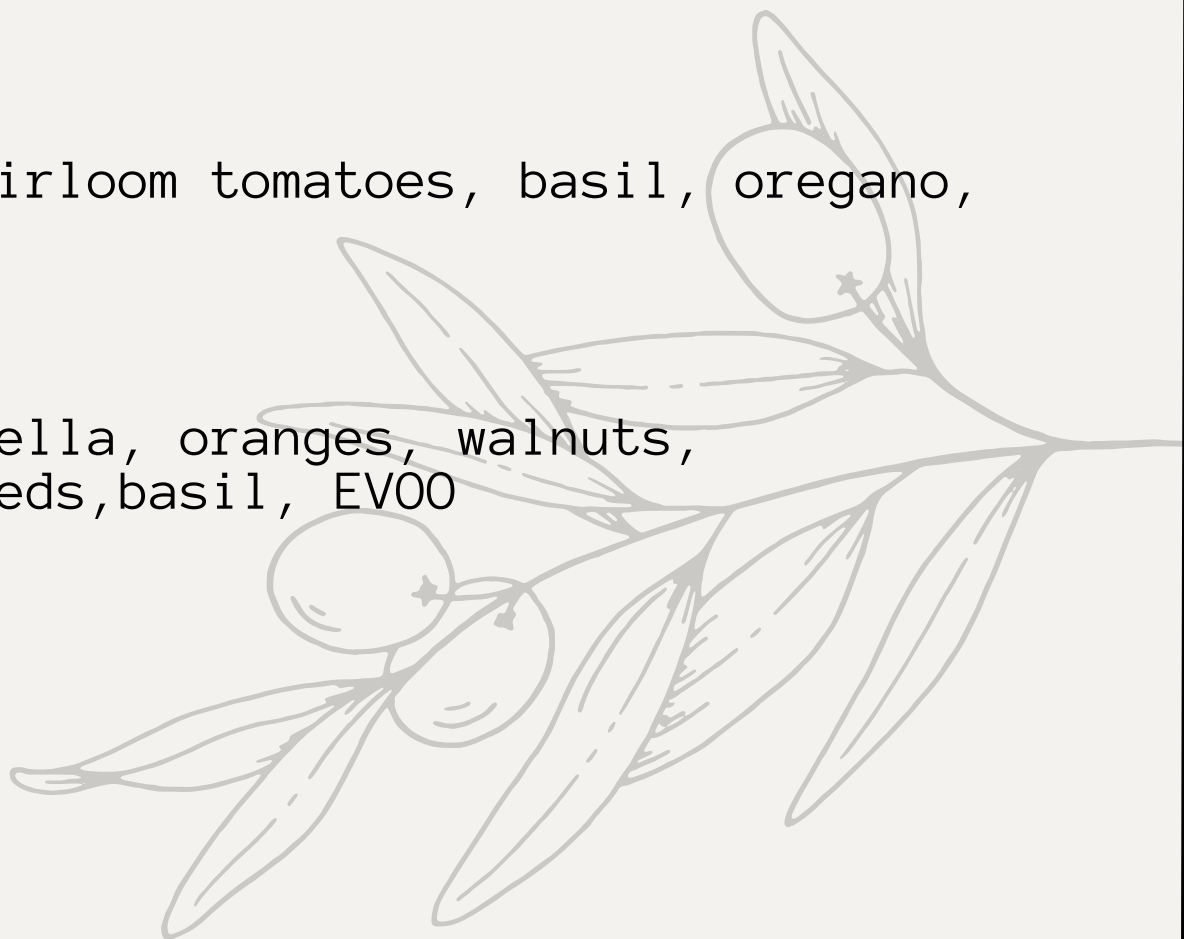 irloom tomatoes, basil, oregano,
ella, oranges, walnuts,
eds,basil, EVOO